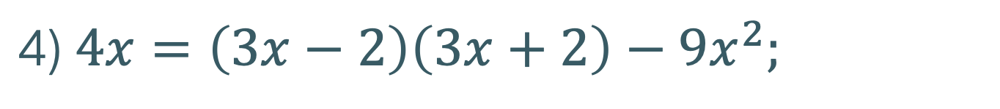 4) 4𝑥 = (3𝑥 − 2)(3𝑥 + 2) − 9𝑥²;